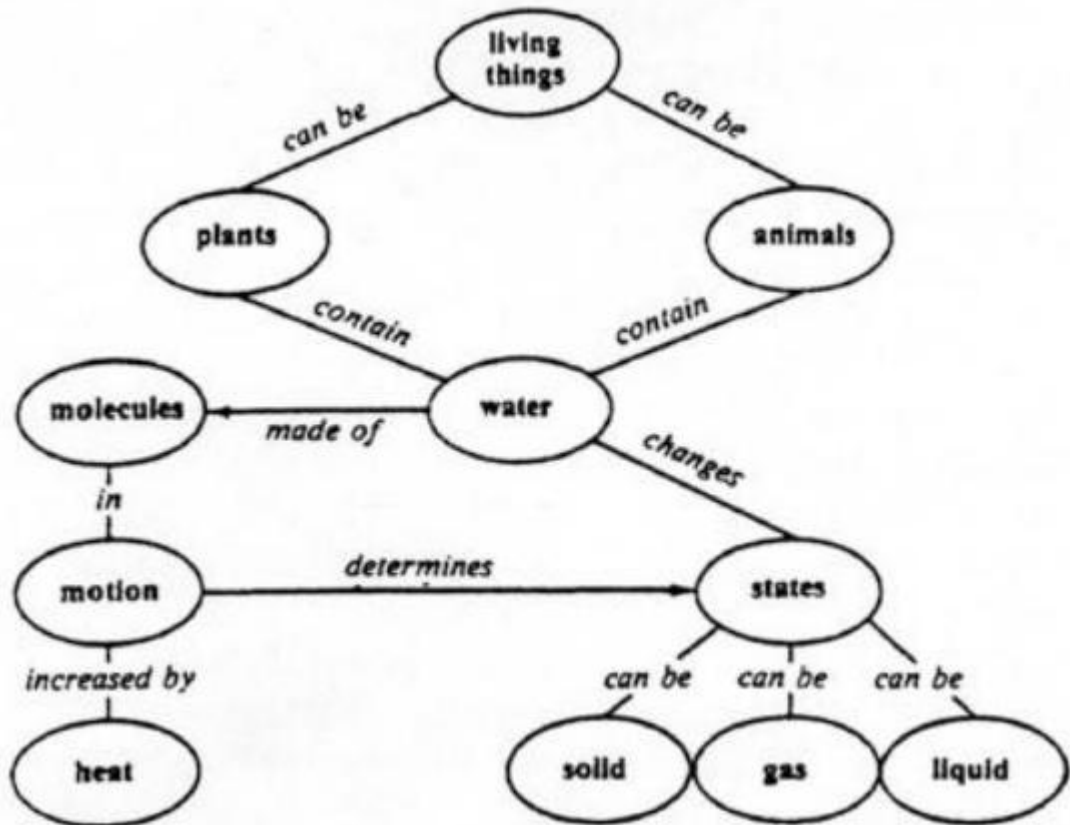 living
things
can be
can be
plants
animals
contain
contain
molecules
water
made of
changes
in
motion
determines
states
increased by
can be
can be
can be
heat
solid
gas
liquid